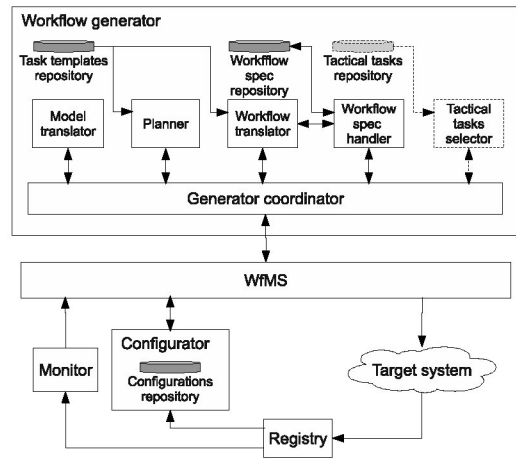 Workflow generator
Task templates
repository
Workfflow
spec
repository
Tactical tasks
repository
Model
translator
Planner
Workflow
translator
Workflow
spec
handler
Tactical
tasks
selector
Generator coordinator
WfMS
Configurator
Configurations
repository
Monitor
Target system
Registry